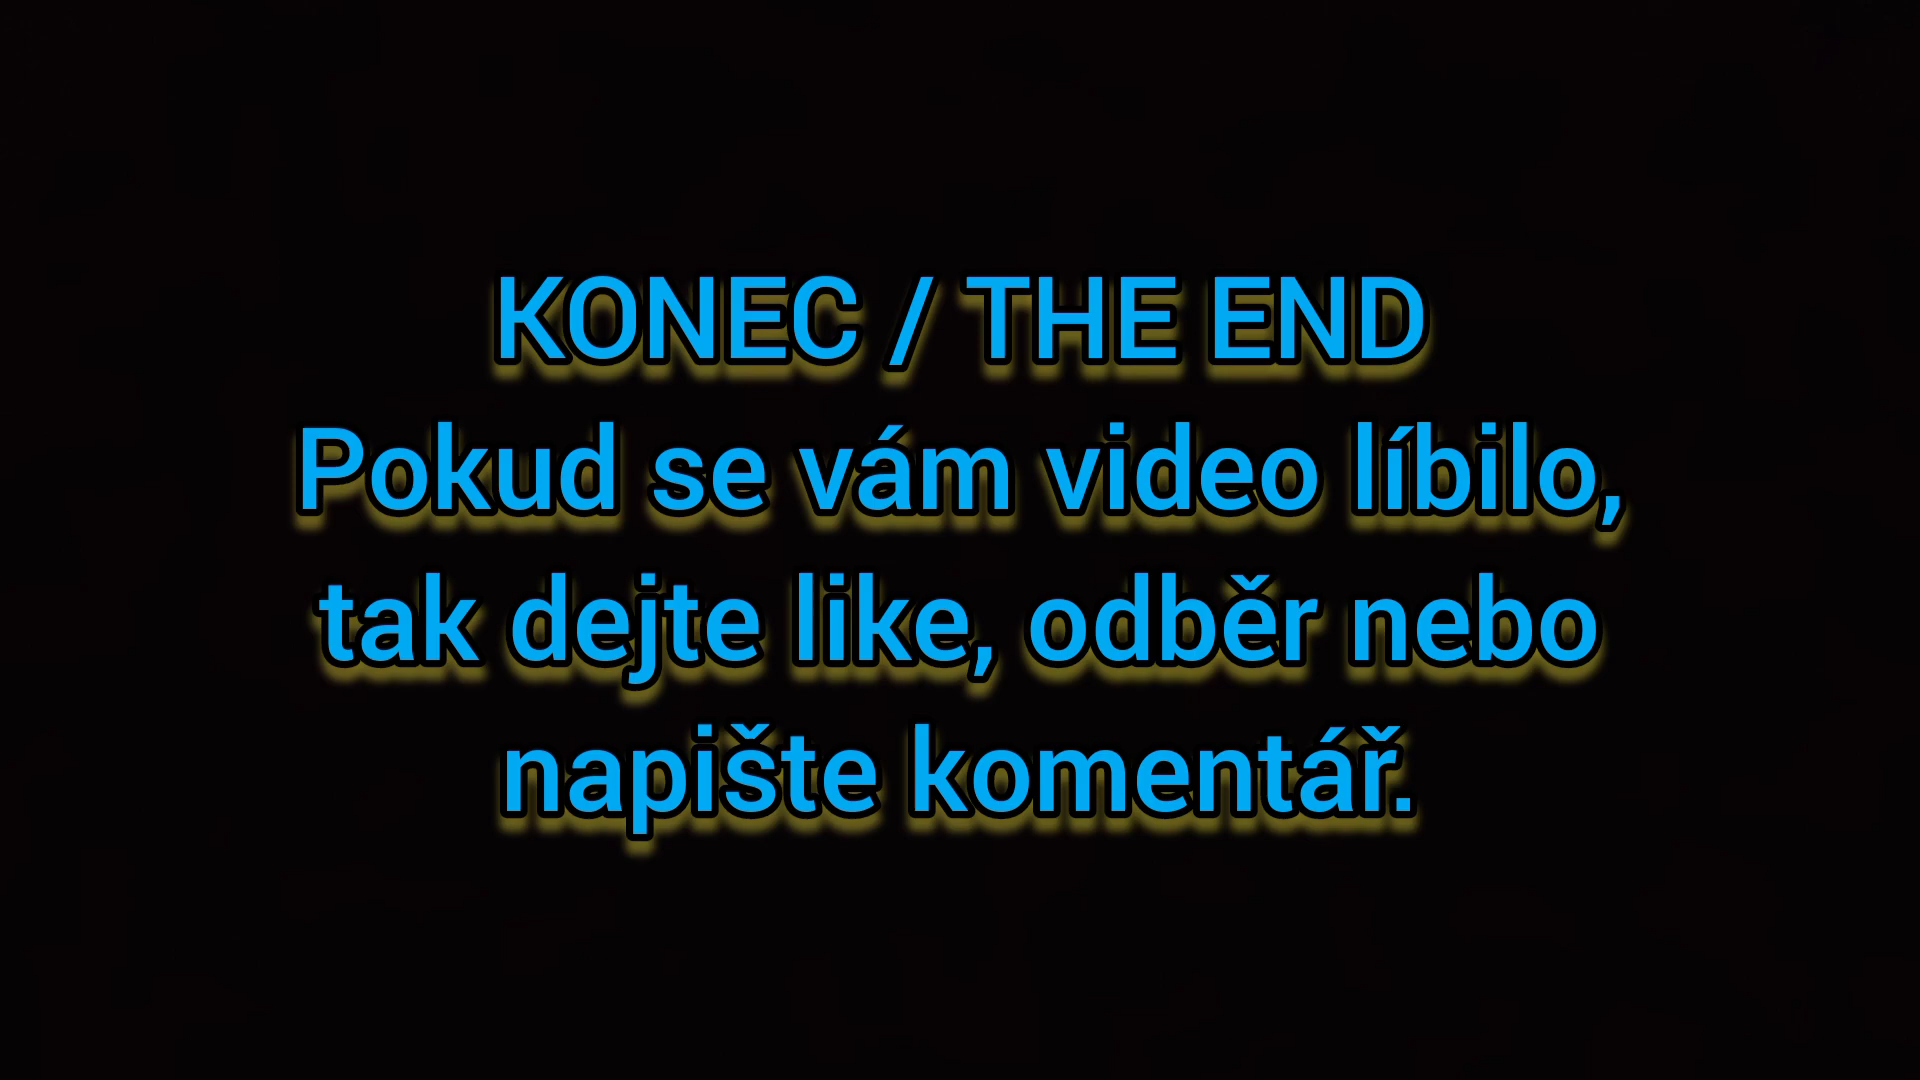 KONEC / THE END
Pokud se vám video líbilo,
tak dejte like, odběr nebo
napište komentář.